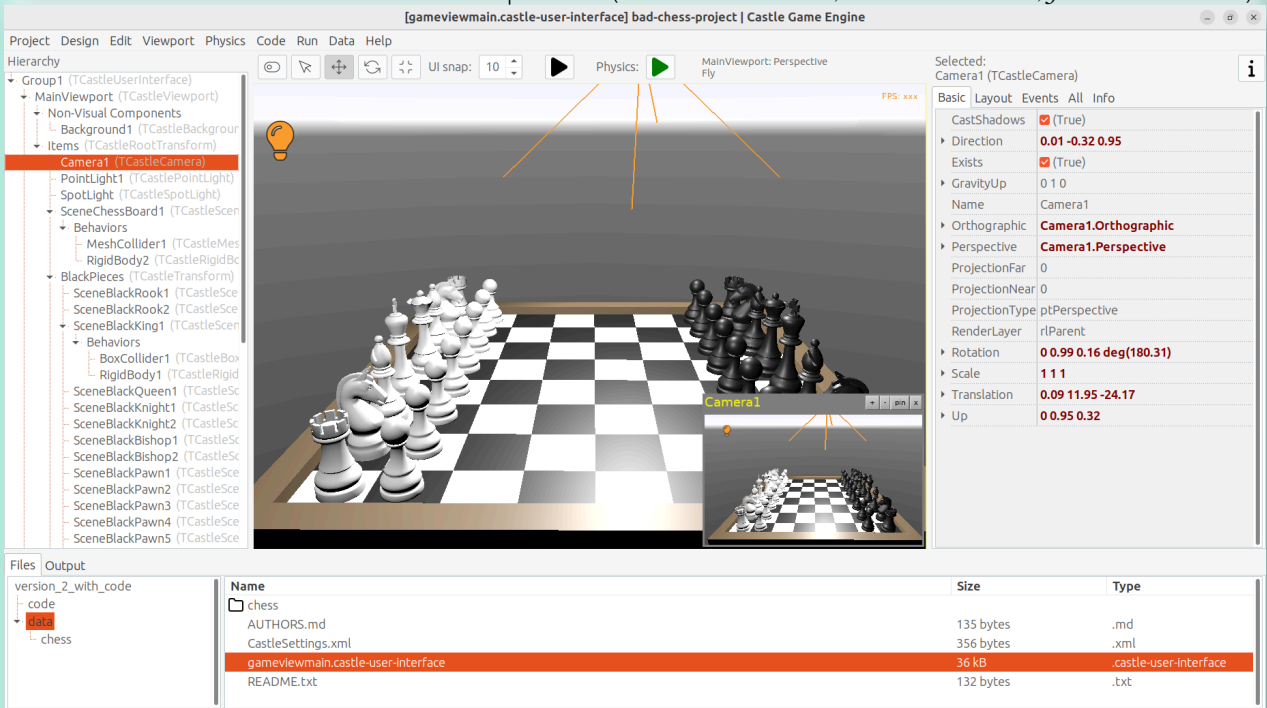 [gameviewmain.castle-user-interface] bad-chess-project | Castle Game Engine
Project Design Edit Viewport Physics Code Run Data Help
Hierarchy
Group1 (TCastleUserInterface)
MainViewport (TCastleViewport)
Non-Visual Components
Background1 (TCastleBackgroun
Items (TCastleRootTransform)
Camera1 (TCastleCamera)
PointLight1 (TCastlePointLight)
SpotLight (TCastleSpotLight)
SceneChessBoard1 (TCastleScen
Behaviors
MeshCollider1 (TCastleMes
RigidBody2 (TCastleRigidBc
BlackPieces (TCastleTransform)
SceneBlackRook1 (TCastleSce
SceneBlackRook2 (TCastleSce
SceneBlackKing1 (TCastleScen
Behaviors
BoxCollider1 (TCastleBox
RigidBody1 (TCastleRigid
SceneBlackQueen1 (TCastleSc
SceneBlackKnight1 (TCastleSc
SceneBlackKnight2 (TCastleSc
SceneBlackBishop1 (TCastleSc
SceneBlackBishop2 (TCastleSc
SceneBlackPawn1 (TCastleSce
SceneBlackPawn2 (TCastleSce
SceneBlackPawn3 (TCastleSce
SceneBlackPawn4 (TCastleSce
SceneBlackPawn5 (TCastleSce
UI snap: 10
Physics:
MainViewport: Perspective
Fly
FPS: xxx
Camera1
+ - pin x
Selected:
Camera1 (TCastleCamera)
i
Basic Layout Events All Info
CastShadows (True)
Direction 0.01 -0.32 0.95
Exists (True)
GravityUp 0 1 0
Name Camera1
Orthographic Camera1.Orthographic
Perspective Camera1.Perspective
ProjectionFar 0
ProjectionNear 0
ProjectionType ptPerspective
RenderLayer rlParent
Rotation 0 0.99 0.16 deg(180.31)
Scale 1 1 1
Translation 0.09 11.95 -24.17
Up 0 0.95 0.32
Files Output
version_2_with_code
code
data
chess
Name Size Type
chess
AUTHORS.md 135 bytes .md
CastleSettings.xml 356 bytes .xml
gameviewmain.castle-user-interface 36 kB .castle-user-interface
README.txt 132 bytes .txt